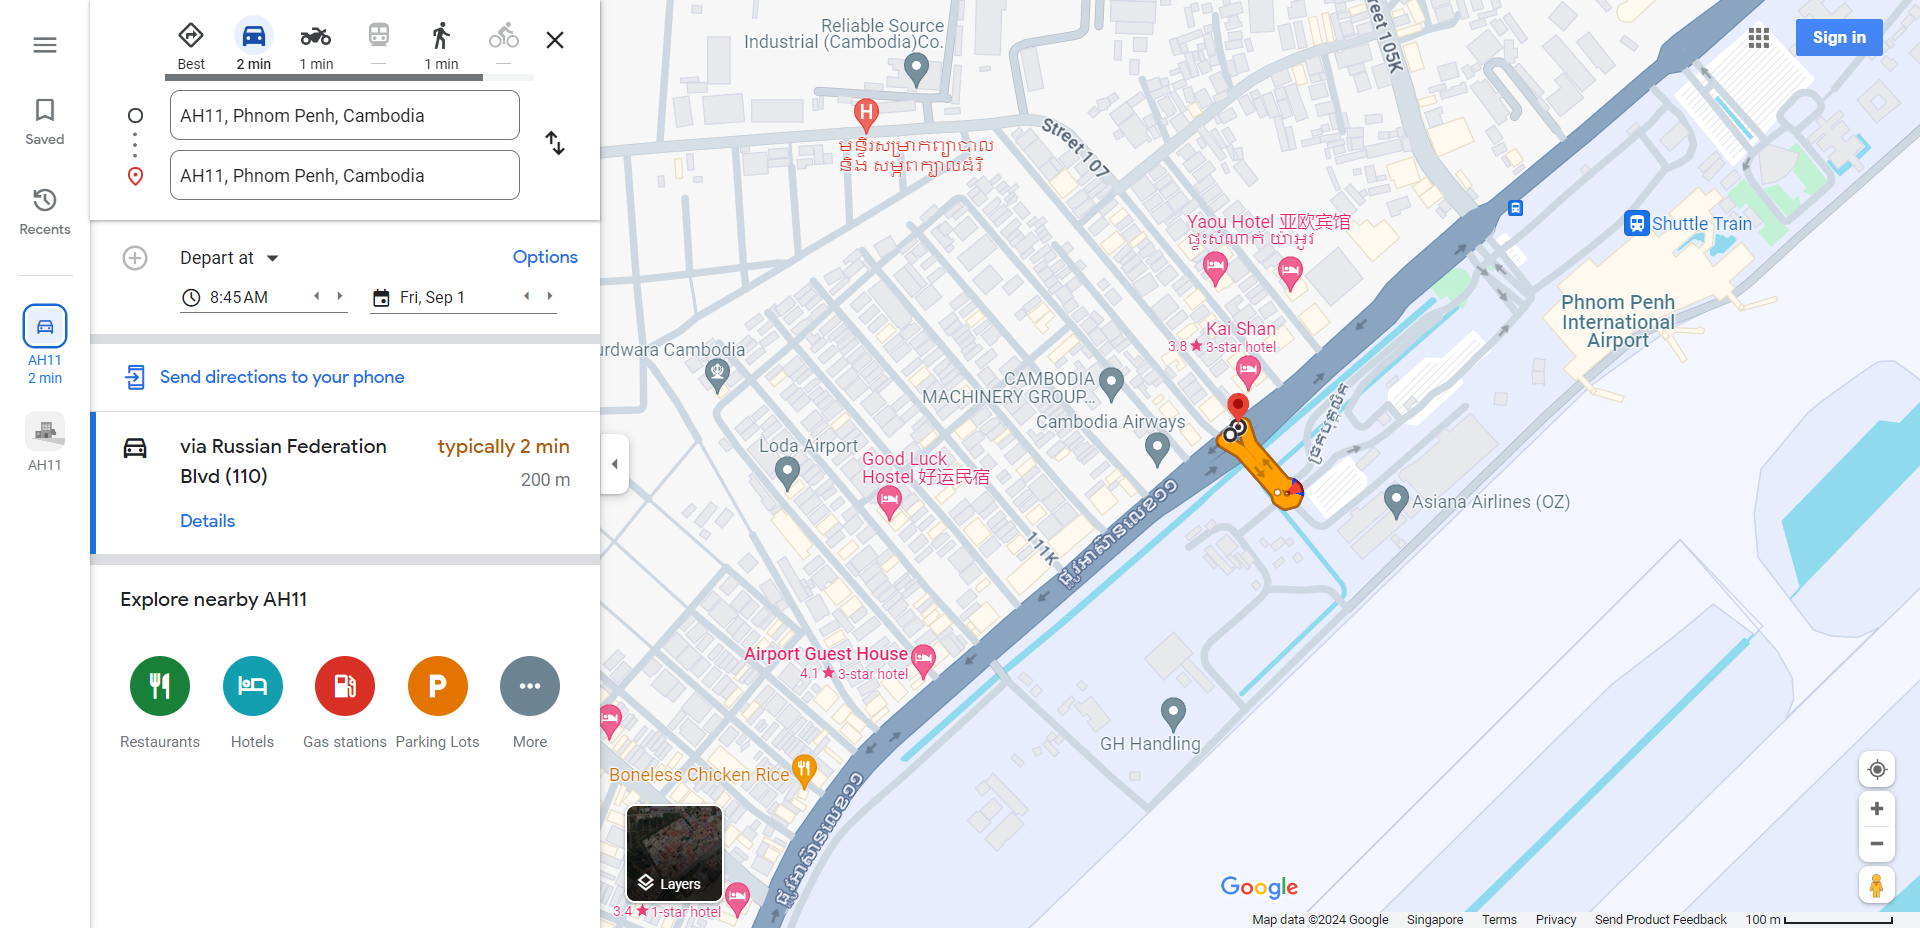 Saved
Recents
AH11
2 min
AH11
Best
2 min
1 min
—
1 min
—
AH11, Phnom Penh, Cambodia
AH11, Phnom Penh, Cambodia
Depart at
Options
8:45 AM
Fri, Sep 1
Send directions to your phone
via Russian Federation
Blvd (110)
typically 2 min
200 m
Details
Explore nearby AH11
Restaurants
Hotels
Gas stations
Parking Lots
More
Sign in
Reliable Source
Industrial (Cambodia)Co.
H
Street 105K
Street 107
Yaou Hotel 亚欧宾馆
Shuttle Train
Phnom Penh
International
Airport
Kai Shan
3.8★3-star hotel
urdwara Cambodia
CAMBODIA
MACHINERY GROUP...
Cambodia Airways
Loda Airport
Good Luck
Hostel 好运民宿
Asiana Airlines (OZ)
111K
Airport Guest House
4.1★3-star hotel
GH Handling
Boneless Chicken Rice
Layers
3.4★1-star hotel
Google
Map data ©2024 Google
Singapore
Terms
Privacy
Send Product Feedback
100 m